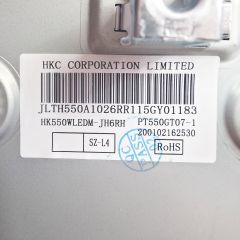 HKC CORPORATION LIMITED
JLTH550A1026RR115GY01183
HK550WLEDM-JH6RH PT550GT07-1
200102162530
SZ-L4 RoHS